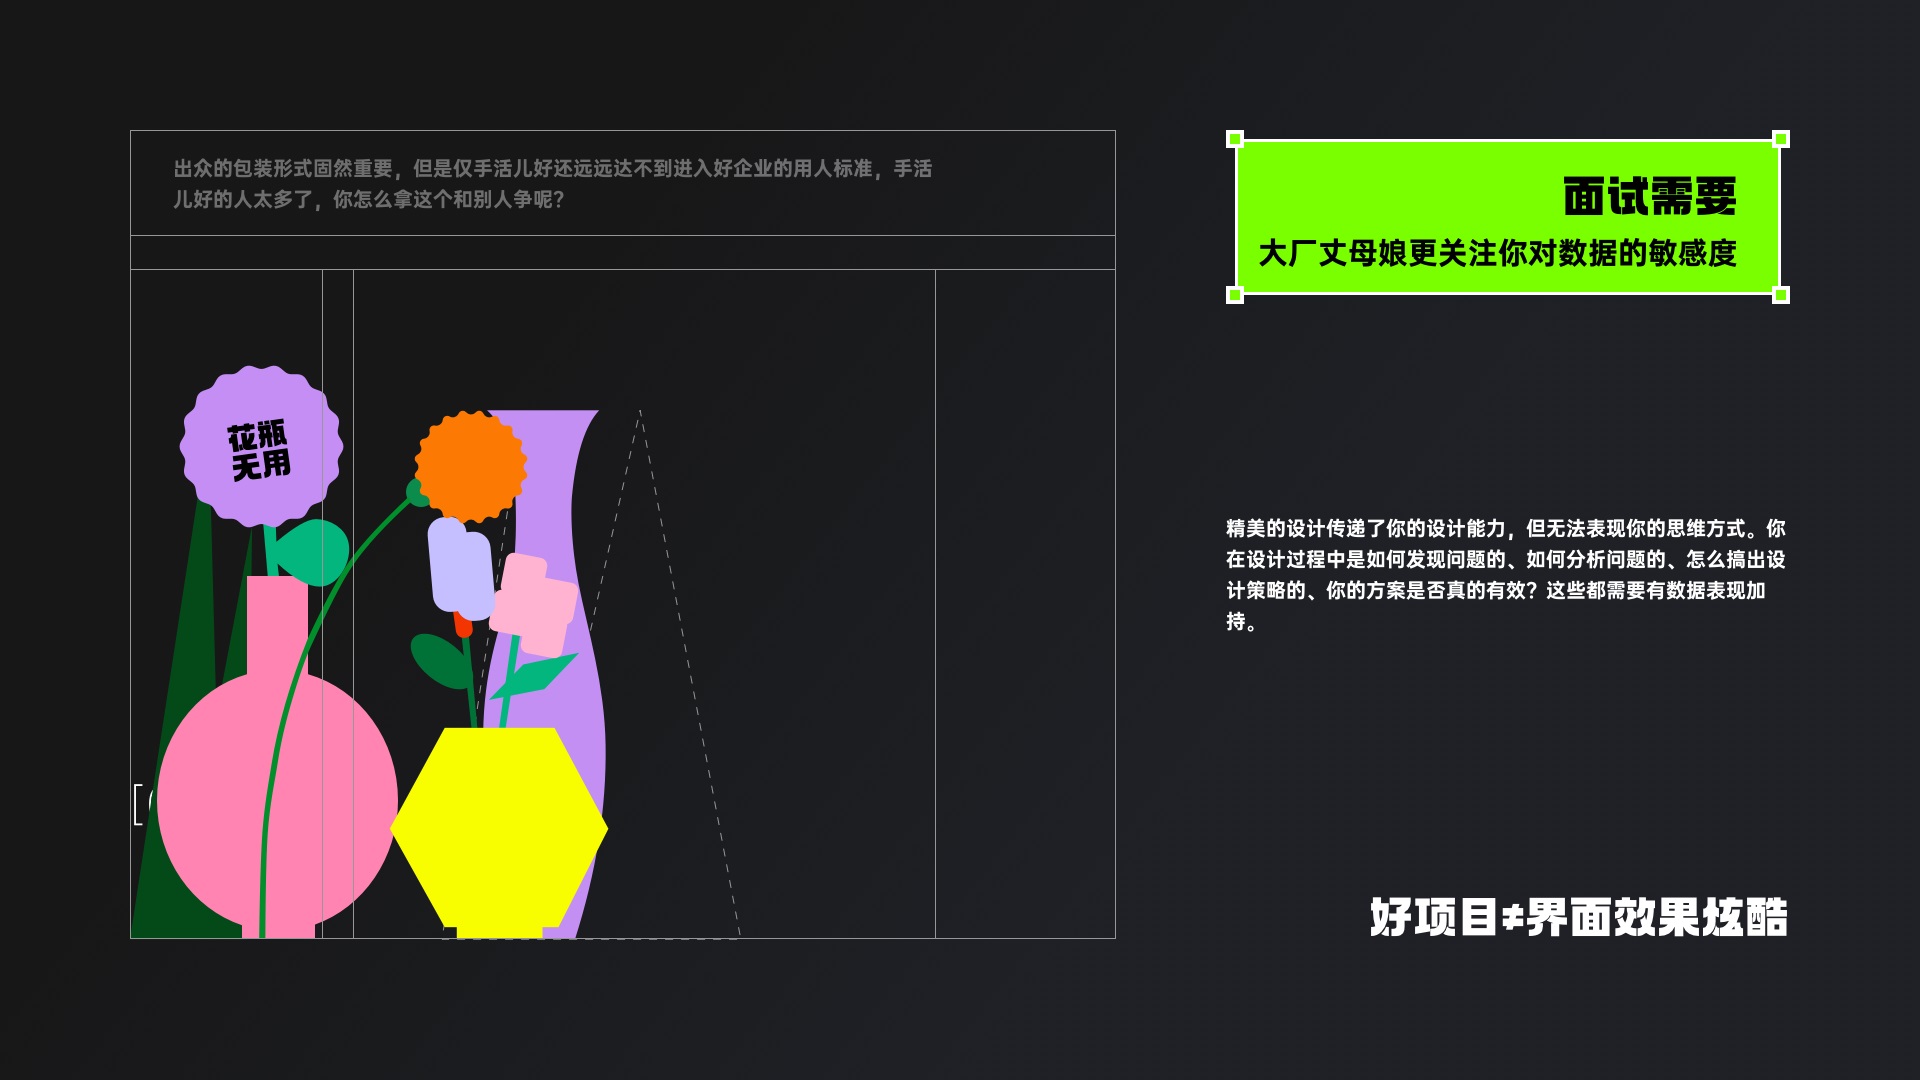 出众的包装形式固然重要，但是仅手活儿好还远远达不到进入好企业的用人标准，手活
儿好的人太多了，你怎么拿这个和别人争呢？
花瓶
无用
面试需要
大厂丈母娘更关注你对数据的敏感度
精美的设计传递了你的设计能力，但无法表现你的思维方式。你
在设计过程中是如何发现问题的、如何分析问题的、怎么搞出设
计策略的、你的方案是否真的有效？这些都需要有数据表现加
持。
好项目≠界面效果炫酷